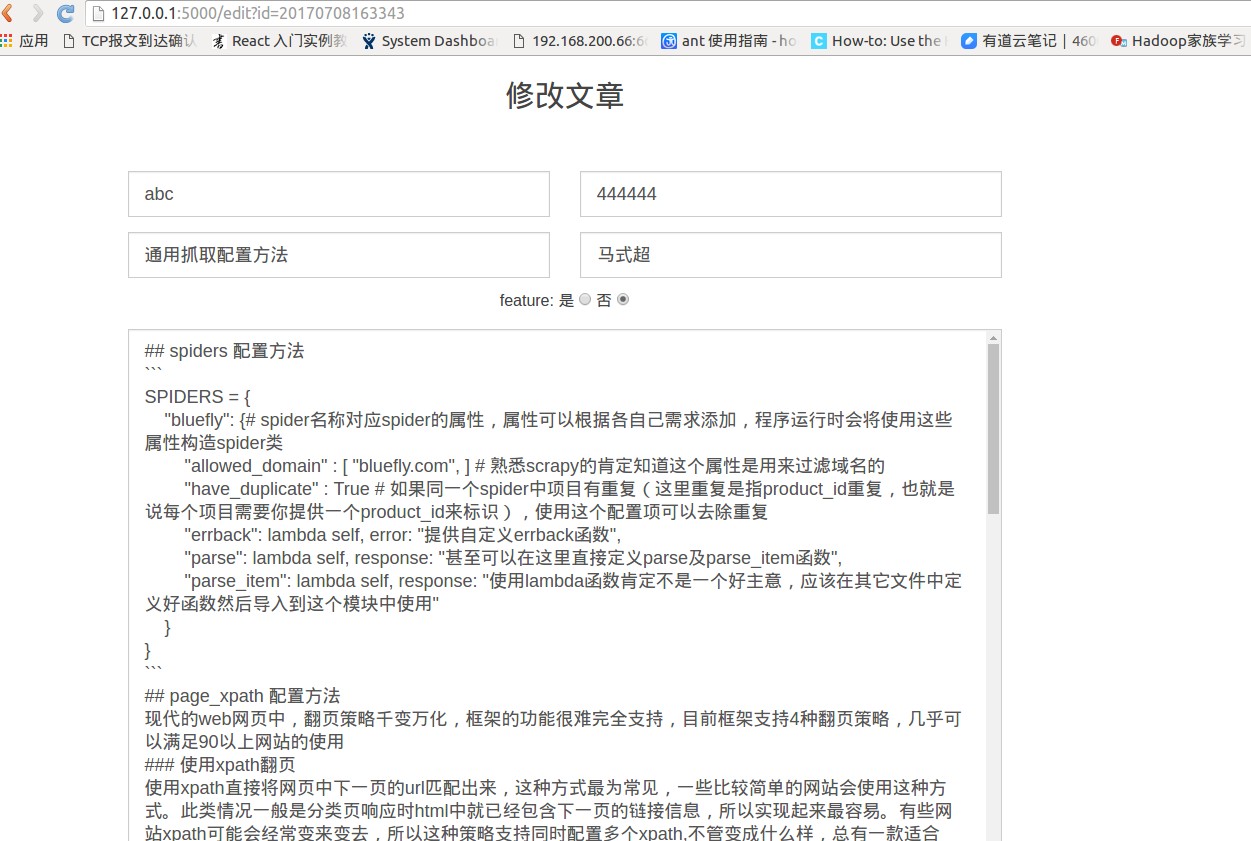 127.0.0.1:5000/edit?id=20170708163343
应用 TCP报文到达确认 React 入门实例教 System Dashboa 192.168.200.66:6 ant 使用指南 - ho How-to: Use the 有道云笔记 | 460 Hadoop家族学习
修改文章
abc 444444
通用抓取配置方法 马式超
feature: 是 否
## spiders 配置方法
```
SPIDERS = {
"bluefly": {# spider名称对应spider的属性，属性可以根据各自己需求添加，程序运行时会将使用这些
属性构造spider类
"allowed_domain" : [ "bluefly.com", ] # 熟悉scrapy的肯定知道这个属性是用来过滤域名的
"have_duplicate" : True # 如果同一个spider中项目有重复（这里重复是指product_id重复，也就是
说每个项目需要你提供一个product_id来标识），使用这个配置项可以去除重复
"errback": lambda self, error: "提供自定义errback函数",
"parse": lambda self, response: "甚至可以在这里直接定义parse及parse_item函数",
"parse_item": lambda self, response: "使用lambda函数肯定不是一个好主意，应该在其它文件中定
义好函数然后导入到这个模块中使用"
}
}
```
## page_xpath 配置方法
现代的web网页中，翻页策略千变万化，框架的功能很难完全支持，目前框架支持4种翻页策略，几乎可
以满足90以上网站的使用
### 使用xpath翻页
使用xpath直接将网页中下一页的url匹配出来，这种方式最为常见，一些比较简单的网站会使用这种方
式。此类情况一般是分类页响应时html中就已经包含下一页的链接信息，所以实现起来最容易。有些网
站xpath可能会经常变来变去，所以这种策略支持同时配置多个xpath,不管变成什么样，总有一款适合